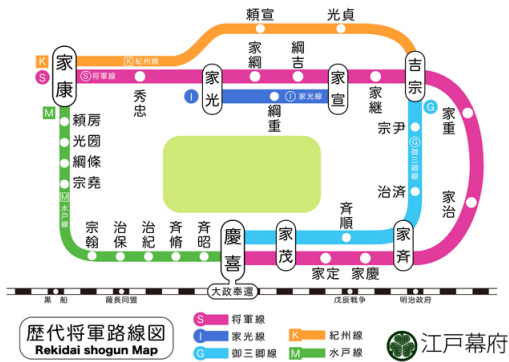 頼宣
光貞
K
K 紀州線
家康
S
S 将軍線
秀忠
家光
家綱
綱吉
家宣
家継
吉宗
I
綱重
I 家光線
G
家重
M
頼房
光圀
綱條
宗堯
宗尹
G 御三卿線
治済
家治
M 水戸線
宗翰
治保
治紀
斉脩
斉昭
慶喜
家茂
斉順
家斉
家定
家慶
大政奉還
黒船
薩長同盟
戊辰戦争
明治政府
歴代将軍路線図
Rekidai shogun Map
S 将軍線
I 家光線
G 御三卿線
K 紀州線
M 水戸線
江戸幕府